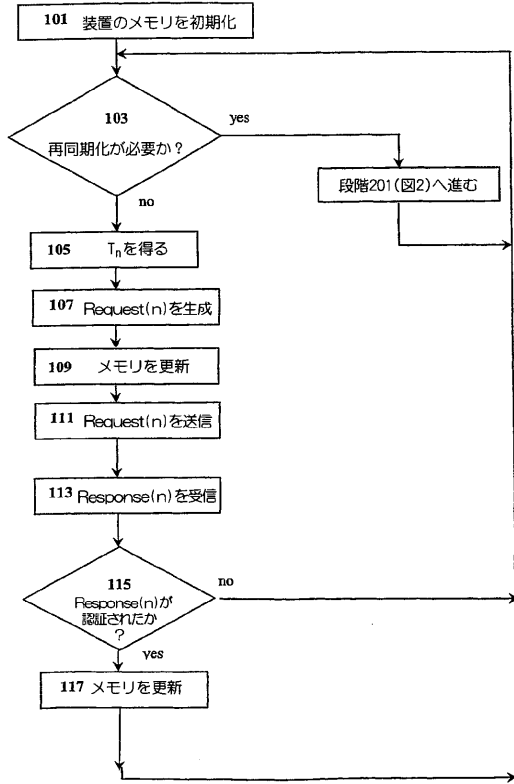 101 装置のメモリを初期化
103
再同期化が必要か？
yes
段階201（図2）へ進む
no
105 Tnを得る
107 Request(n)を生成
109 メモリを更新
111 Request(n)を送信
113 Response(n)を受信
115
Response(n)が
認証されたか
？
no
yes
117 メモリを更新